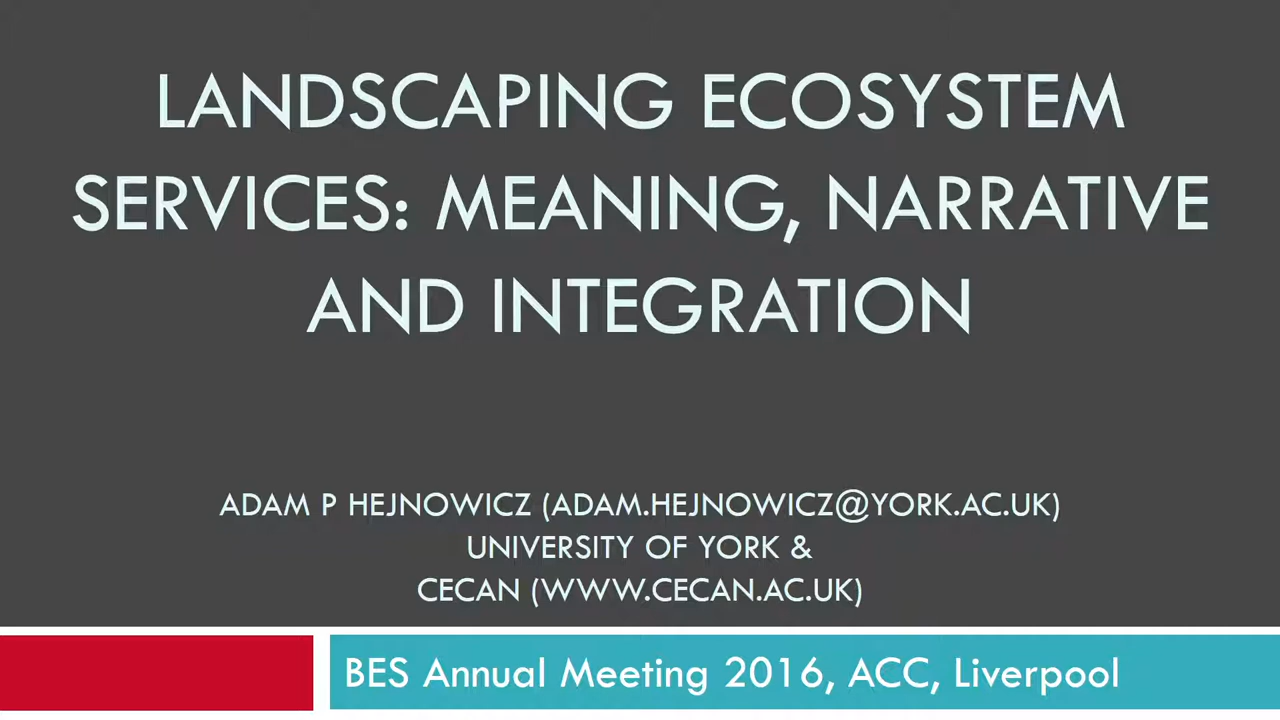 LANDSCAPING ECOSYSTEM
SERVICES: MEANING, NARRATIVE
AND INTEGRATION
ADAM P HEJNOWICZ (ADAM.HEJNOWICZ@YORK.AC.UK)
UNIVERSITY OF YORK &
CECAN (WWW.CECAN.AC.UK)
BES Annual Meeting 2016, ACC, Liverpool